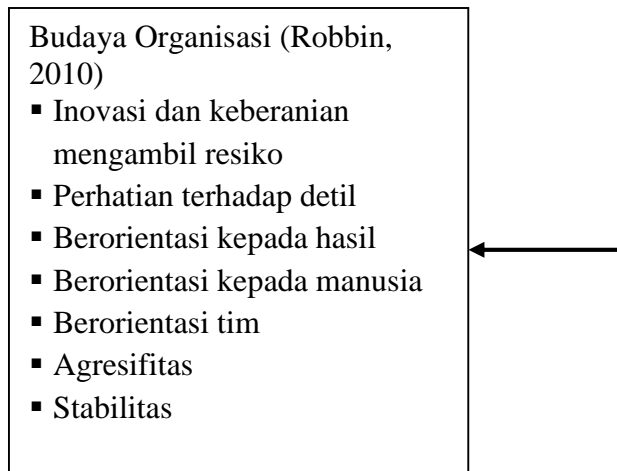 Budaya Organisasi (Robbin,
2010)
▪ Inovasi dan keberanian
mengambil resiko
▪ Perhatian terhadap detil
▪ Berorientasi kepada hasil
▪ Berorientasi kepada manusia
▪ Berorientasi tim
▪ Agresifitas
▪ Stabilitas